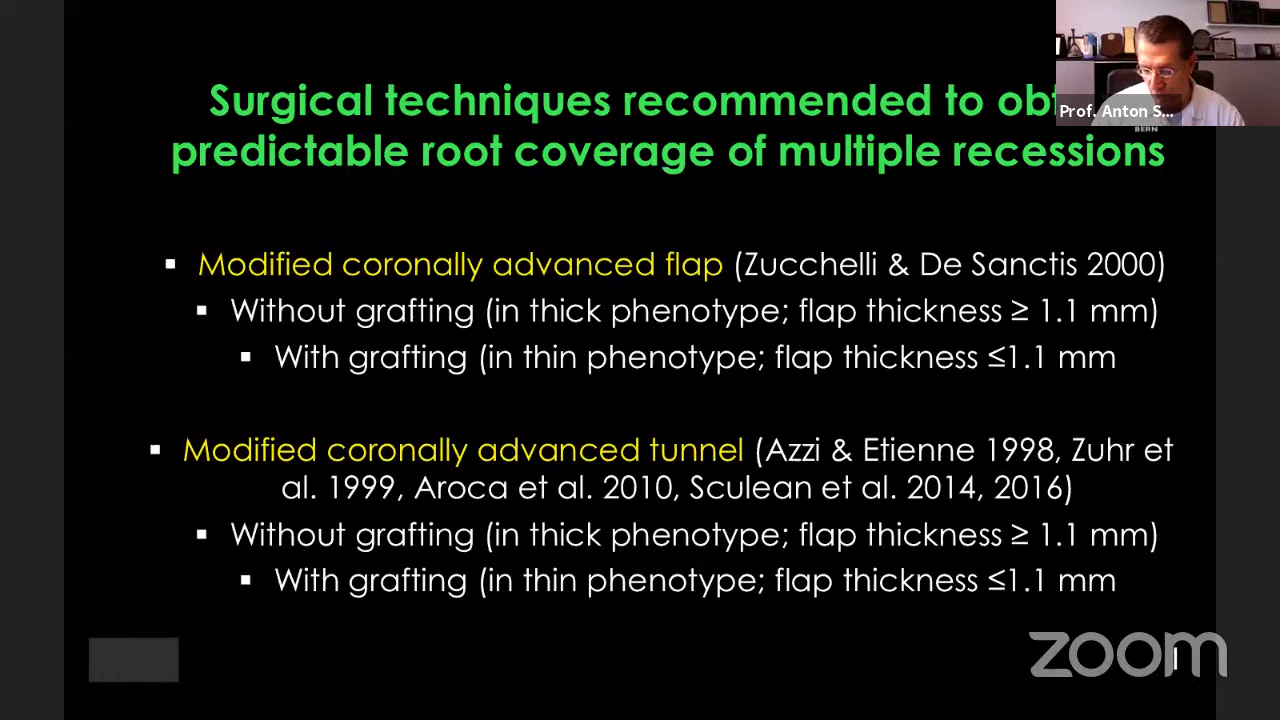 Surgical techniques recommended to obt
predictable root coverage of multiple recessions
Prof. Anton S...
BERN
▪ Modified coronally advanced flap (Zucchelli & De Sanctis 2000)
▪ Without grafting (in thick phenotype; flap thickness ≥ 1.1 mm)
▪ With grafting (in thin phenotype; flap thickness ≤1.1 mm
▪ Modified coronally advanced tunnel (Azzi & Etienne 1998, Zuhr et
al. 1999, Aroca et al. 2010, Sculean et al. 2014, 2016)
▪ Without grafting (in thick phenotype; flap thickness ≥ 1.1 mm)
▪ With grafting (in thin phenotype; flap thickness ≤1.1 mm
zoom